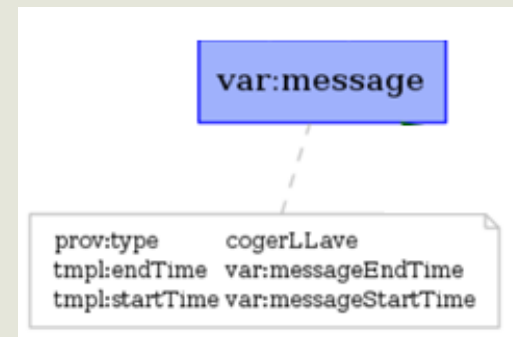 var:message
prov:type cogerLLave
tmpl:endTime var:messageEndTime
tmpl:startTime var:messageStartTime